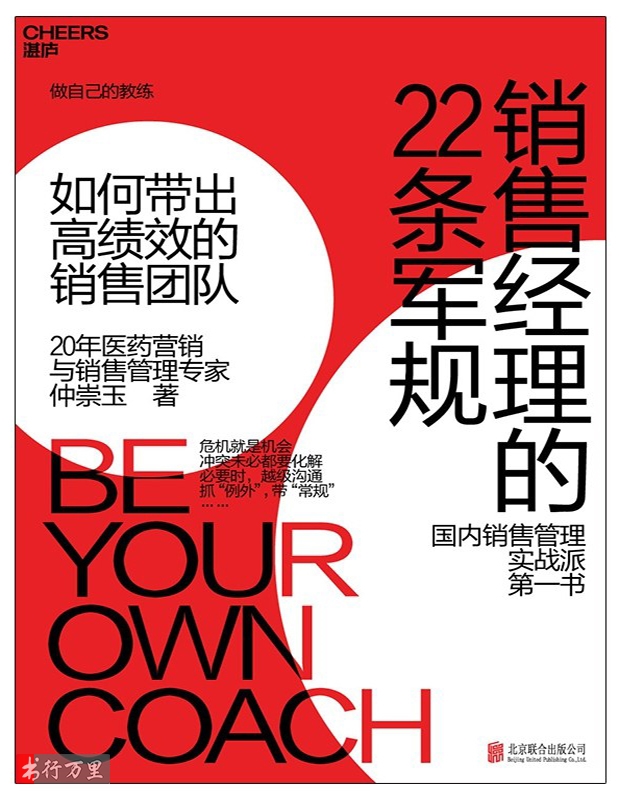 CHEERS
湛庐
做自己的教练
销售经理的
22条军规
如何带出
高绩效的
销售团队
20年医药营销
与销售管理专家
仲崇玉 著
危机就是机会
冲突未必都要化解
必要时，越级沟通
抓“例外”，带“常规”
……
BE
YOUR
OWN
COACH
国内销售管理
实战派
第一书
北京联合出版公司
Beijing United Publishing Co.,Ltd.
书行万里